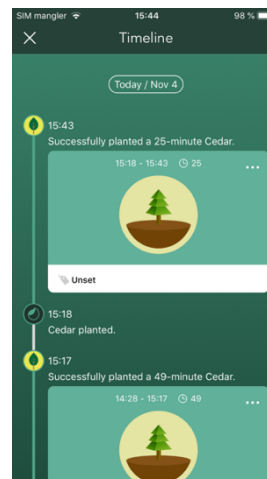 SIM mangler 15:44 98 %
Timeline
Today / Nov 4
15:43
Successfully planted a 25-minute Cedar.
15:18 - 15:43 25
Unset
15:18
Cedar planted.
15:17
Successfully planted a 49-minute Cedar.
14:28 - 15:17 49